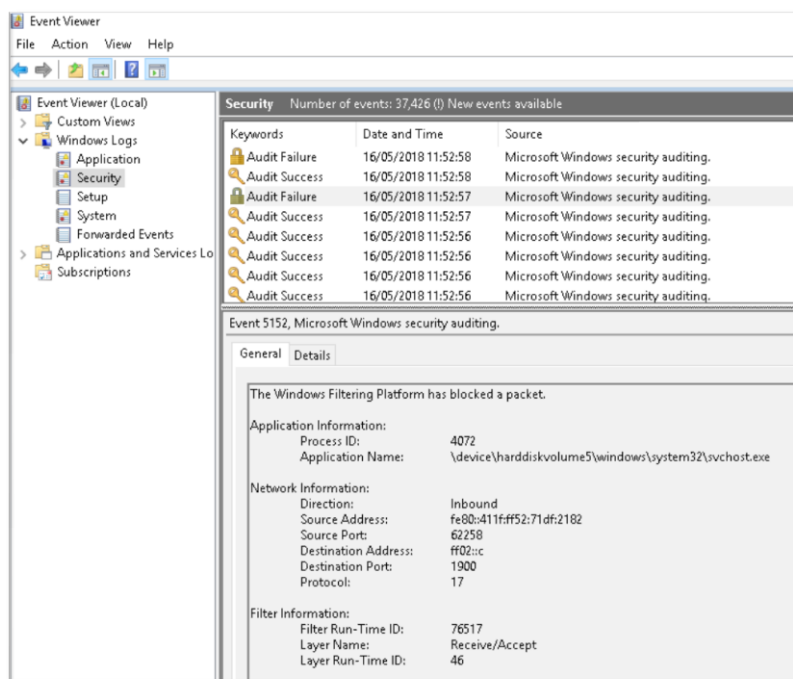 Event Viewer
File Action View Help
Event Viewer (Local)
Custom Views
Windows Logs
Application
Security
Setup
System
Forwarded Events
Applications and Services Lo
Subscriptions
Security Number of events: 37,426 (!) New events available
Keywords Date and Time Source
Audit Failure 16/05/2018 11:52:58 Microsoft Windows security auditing.
Audit Success 16/05/2018 11:52:58 Microsoft Windows security auditing.
Audit Failure 16/05/2018 11:52:57 Microsoft Windows security auditing.
Audit Success 16/05/2018 11:52:57 Microsoft Windows security auditing.
Audit Success 16/05/2018 11:52:56 Microsoft Windows security auditing.
Audit Success 16/05/2018 11:52:56 Microsoft Windows security auditing.
Audit Success 16/05/2018 11:52:56 Microsoft Windows security auditing.
Audit Success 16/05/2018 11:52:56 Microsoft Windows security auditing.
Event 5152, Microsoft Windows security auditing.
General Details
The Windows Filtering Platform has blocked a packet.
Application Information:
Process ID: 4072
Application Name: \device\harddiskvolume5\windows\system32\svchost.exe
Network Information:
Direction: Inbound
Source Address: fe80::411f:ff52:71df:2182
Source Port: 62258
Destination Address: ff02::c
Destination Port: 1900
Protocol: 17
Filter Information:
Filter Run-Time ID: 76517
Layer Name: Receive/Accept
Layer Run-Time ID: 46